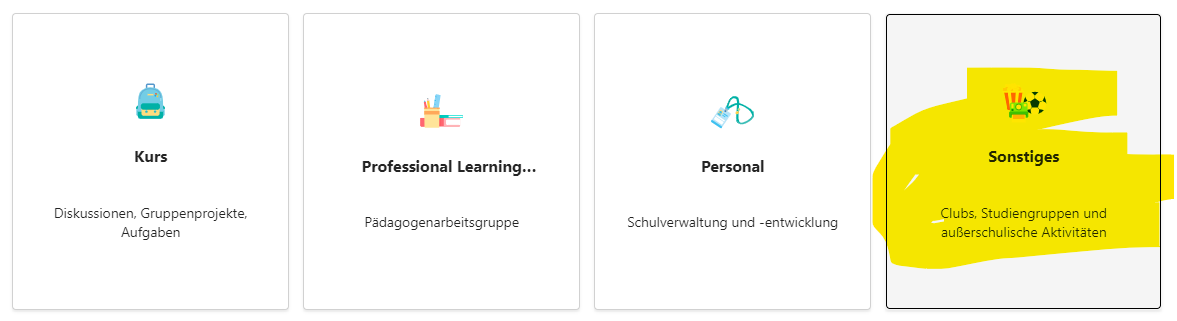 Kurs
Diskussionen, Gruppenprojekte,
Aufgaben
Professional Learning...
Pädagogenarbeitsgruppe
Personal
Schulverwaltung und -entwicklung
Sonstiges
Clubs, Studiengruppen und
außerschulische Aktivitäten